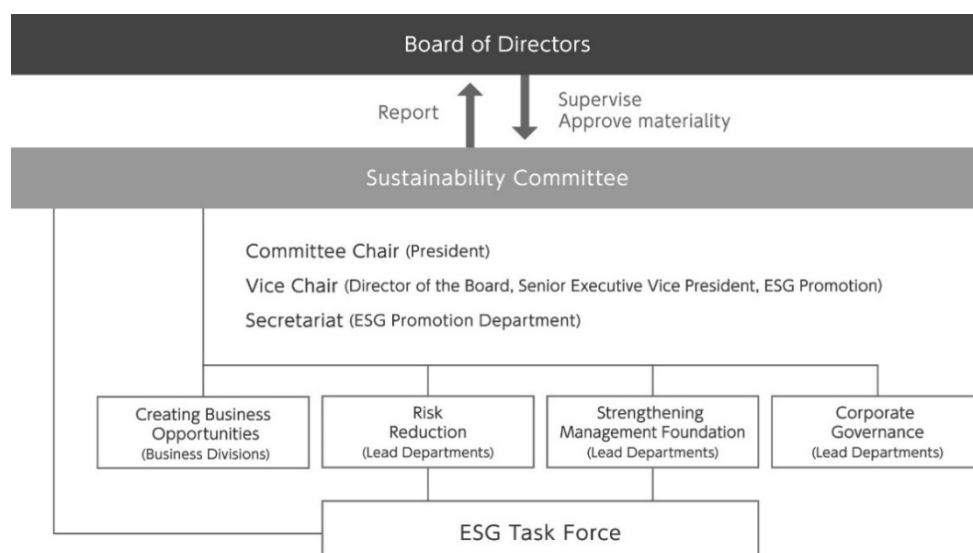 Board of Directors
Report
Supervise
Approve materiality
Sustainability Committee
Committee Chair (President)
Vice Chair (Director of the Board, Senior Executive Vice President, ESG Promotion)
Secretariat (ESG Promotion Department)
Creating Business
Opportunities
(Business Divisions)
Risk
Reduction
(Lead Departments)
Strengthening
Management Foundation
(Lead Departments)
Corporate
Governance
(Lead Departments)
ESG Task Force